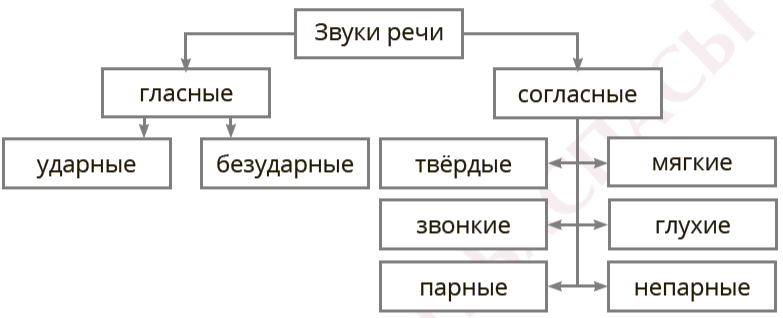 Звуки речи
гласные
согласные
ударные
безударные
твёрдые
мягкие
звонкие
глухие
парные
непарные